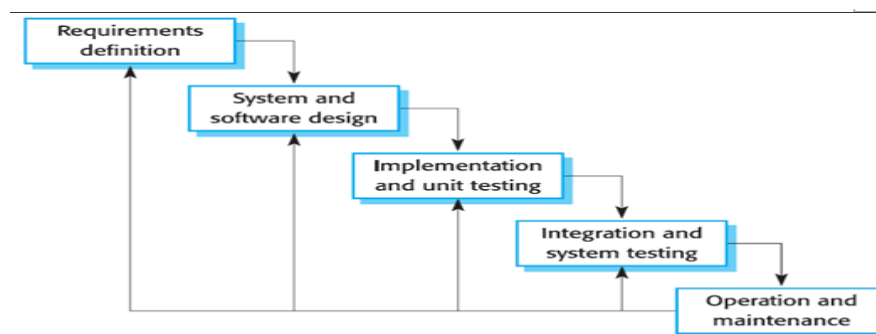 Requirements
definition
System and
software design
Implementation
and unit testing
Integration and
system testing
Operation and
maintenance